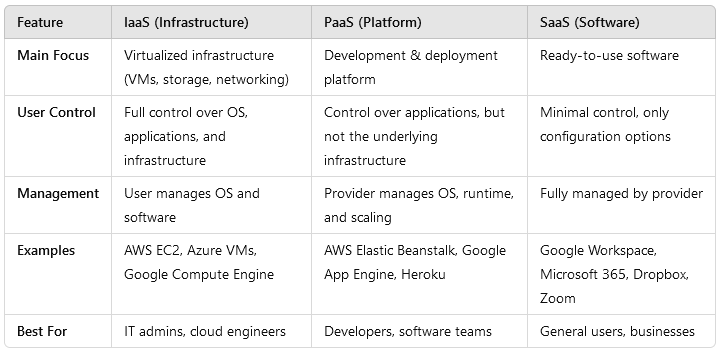 Feature IaaS (Infrastructure) PaaS (Platform) SaaS (Software)
Main Focus Virtualized infrastructure Development & deployment Ready-to-use software
(VMs, storage, networking) platform
User Control Full control over OS, Control over applications, but Minimal control, only
applications, and not the underlying configuration options
infrastructure infrastructure
Management User manages OS and Provider manages OS, runtime, Fully managed by provider
software and scaling
Examples AWS EC2, Azure VMs, AWS Elastic Beanstalk, Google Google Workspace,
Google Compute Engine App Engine, Heroku Microsoft 365, Dropbox,
Zoom
Best For IT admins, cloud engineers Developers, software teams General users, businesses